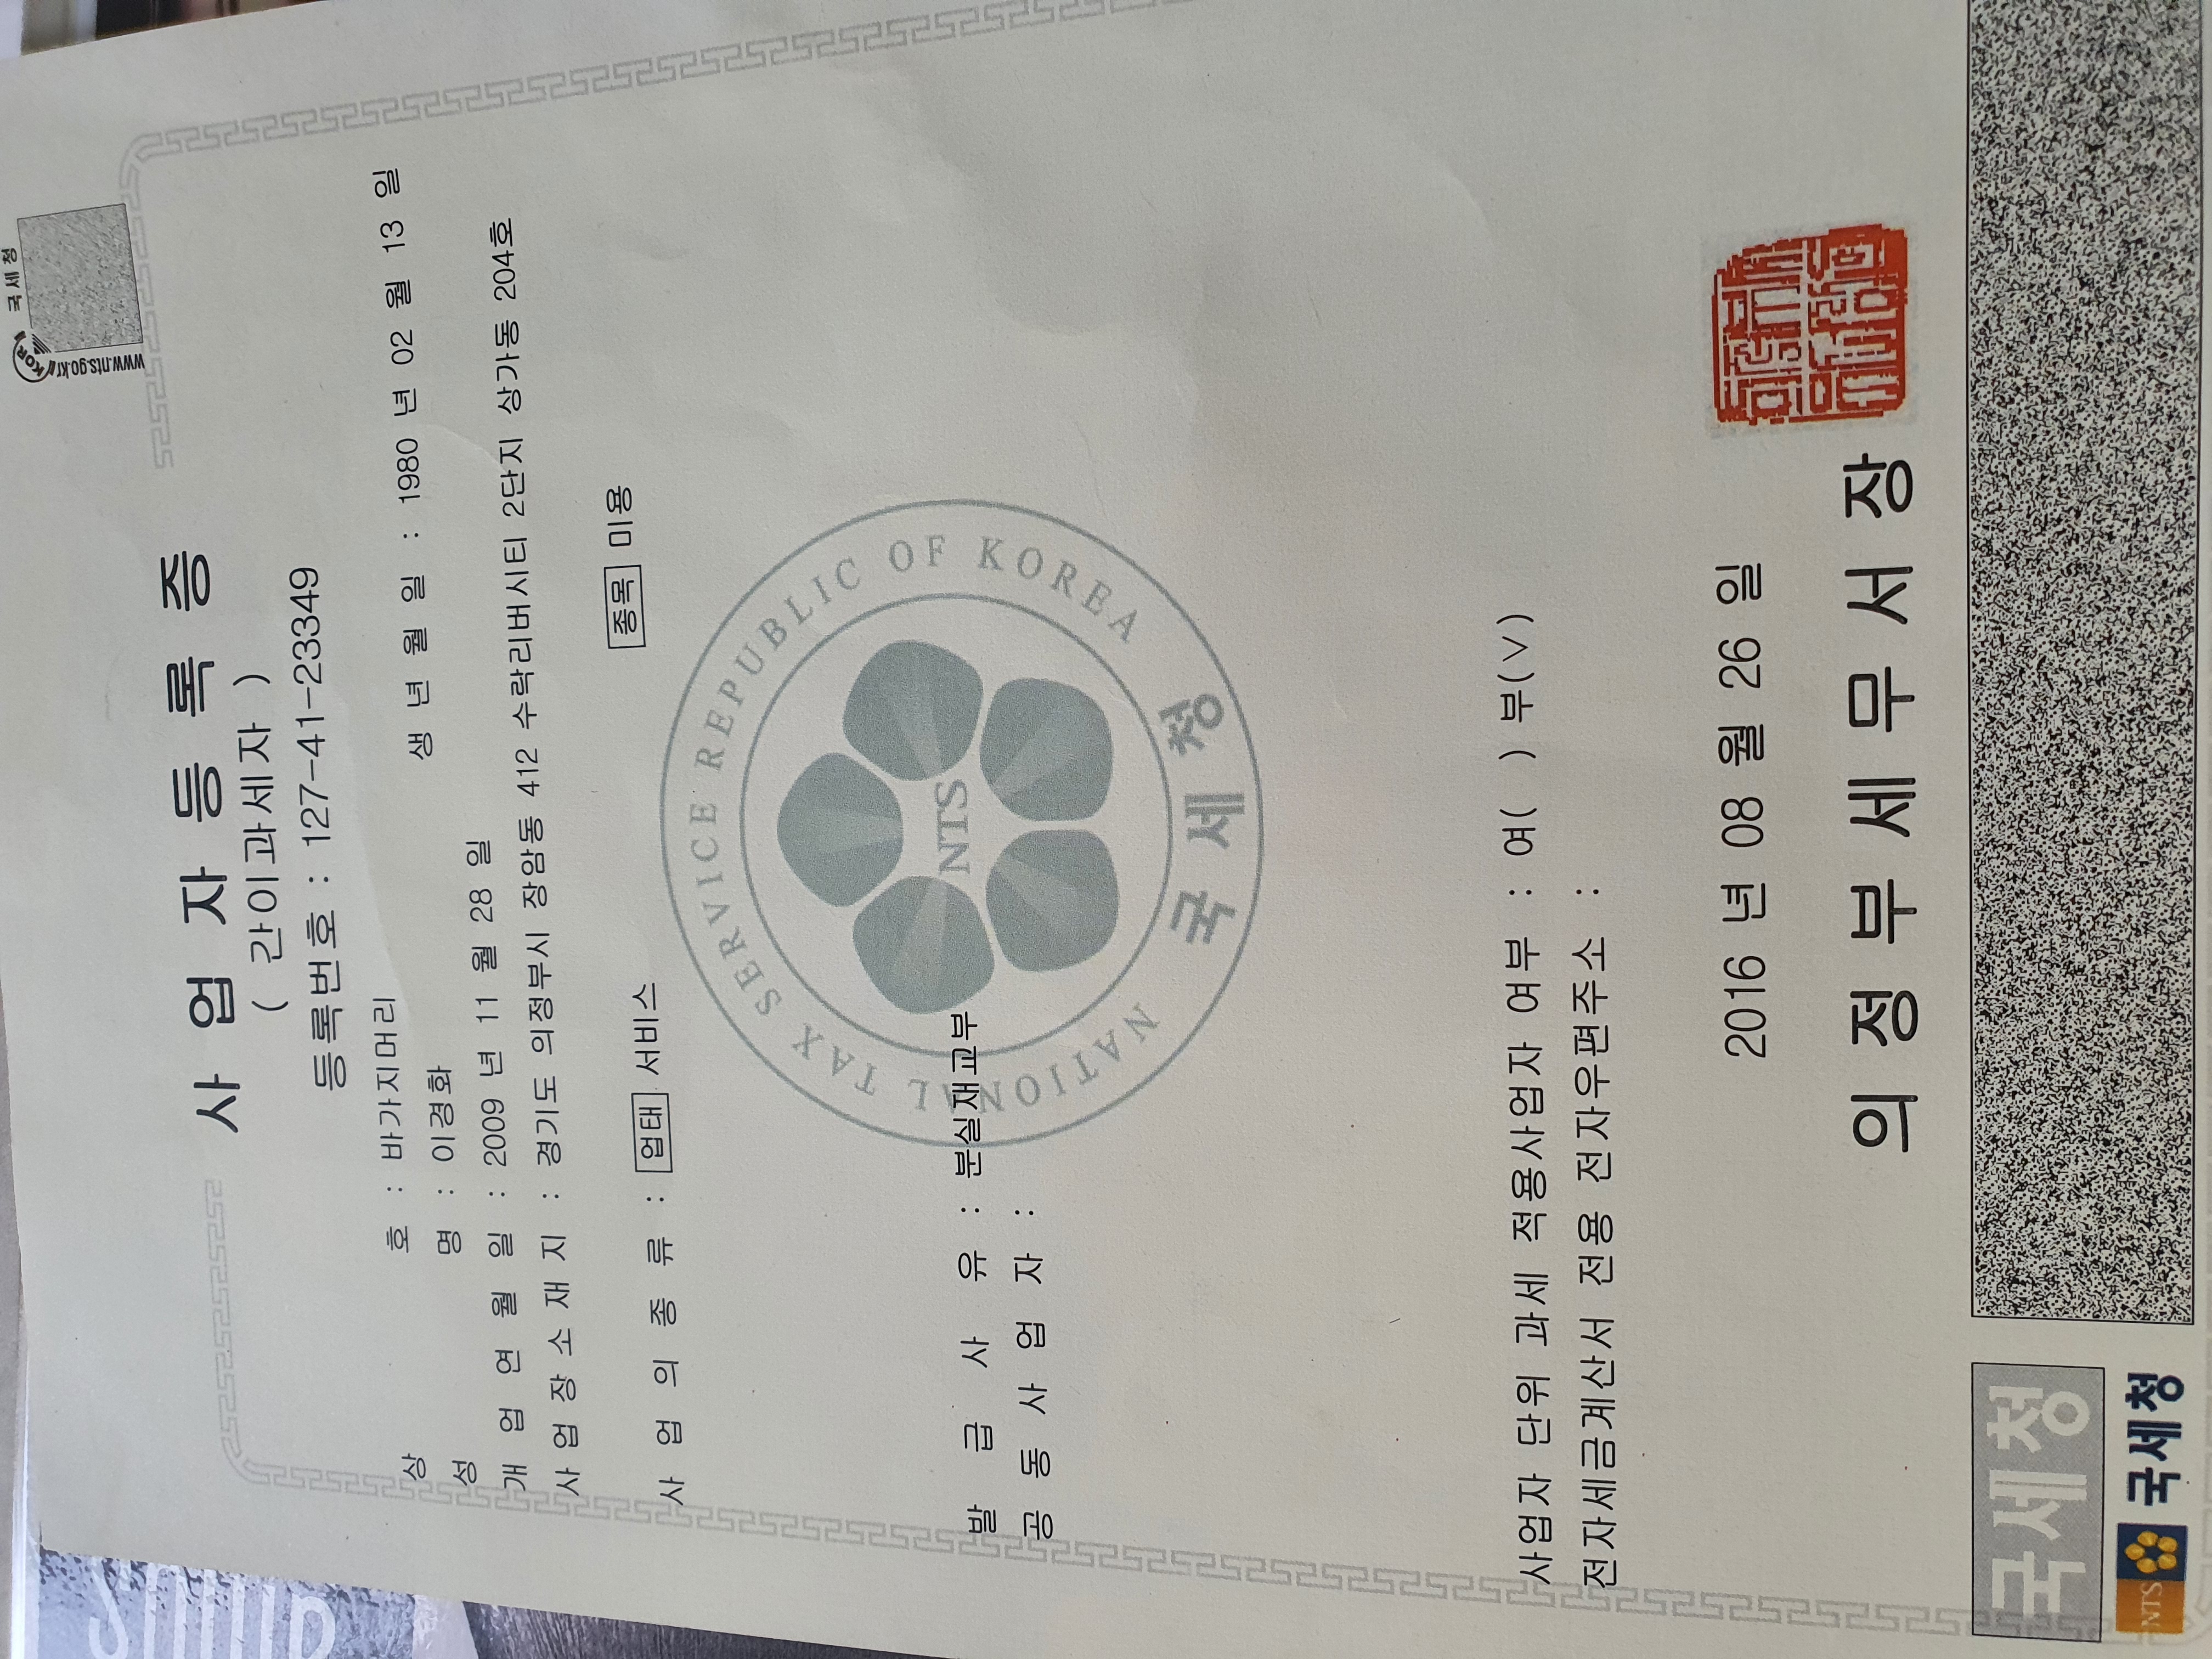 국세청
KOR
www.nts.go.kr
사업자등록증
( 간이과세자 )
등록번호 : 127-41-23349
상 호 : 바가지머리
성 명 : 이경화 생 년 월 일 : 1980 년 02 월 13 일
개 업 연 월 일 : 2009 년 11 월 28 일
사 업 장 소 재 지 : 경기도 의정부시 장암동 412 수락리버시티 2단지 상가동 204호
사 업 의 종 류 : 업태 서비스 종목 미용
NATIONAL TAX SERVICE REPUBLIC OF KOREA
NTS
국세청
발 급 사 유 : 분실재교부
공 동 사 업 자 :
사업자 단위 과세 적용사업자 여부 : 여( ) 부(∨)
전자세금계산서 전용 전자우편주소 :
2016 년 08 월 26 일
의 정 부 세 무 서 장
국세청
NTS 국세청